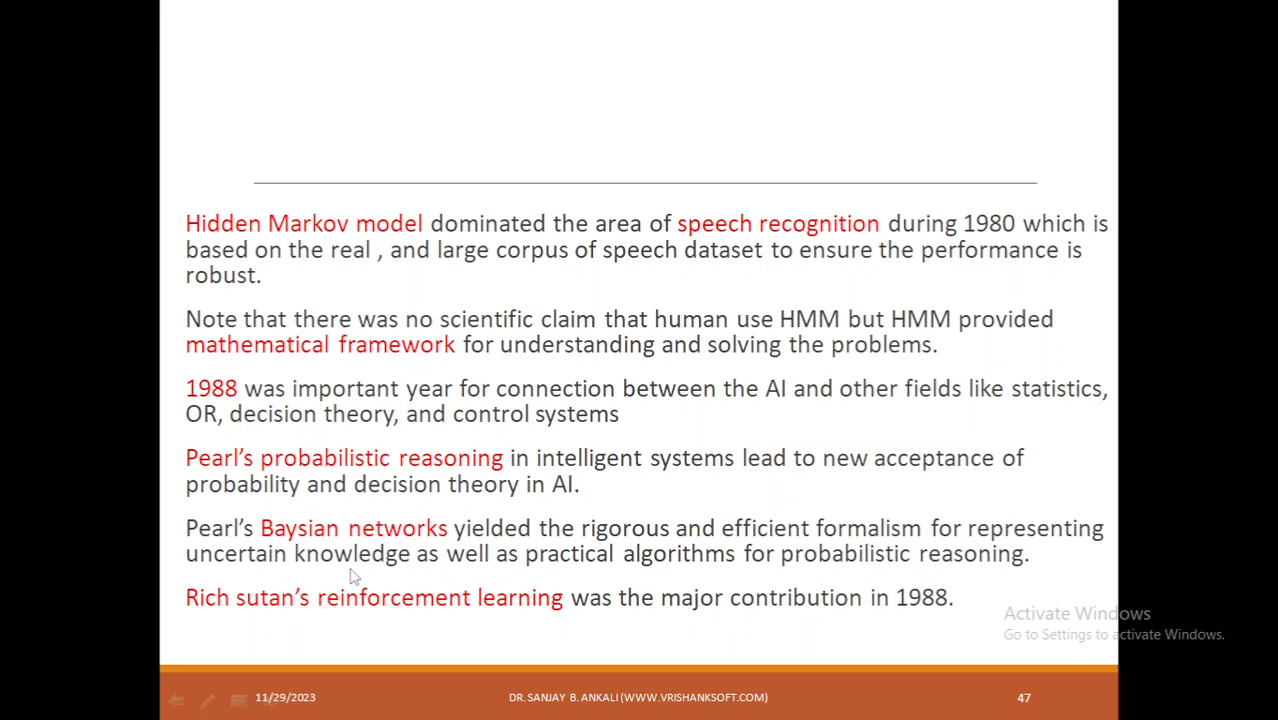 Hidden Markov model dominated the area of speech recognition during 1980 which is
based on the real , and large corpus of speech dataset to ensure the performance is
robust.
Note that there was no scientific claim that human use HMM but HMM provided
mathematical framework for understanding and solving the problems.
1988 was important year for connection between the AI and other fields like statistics,
OR, decision theory, and control systems
Pearl's probabilistic reasoning in intelligent systems lead to new acceptance of
probability and decision theory in AI.
Pearl's Baysian networks yielded the rigorous and efficient formalism for representing
uncertain knowledge as well as practical algorithms for probabilistic reasoning.
Rich sutan's reinforcement learning was the major contribution in 1988.
Activate Windows
Go to Settings to activate Windows.
11/29/2023
DR. SANJAY B. ANKALI (WWW.VRISHANKSOFT.COM)
47